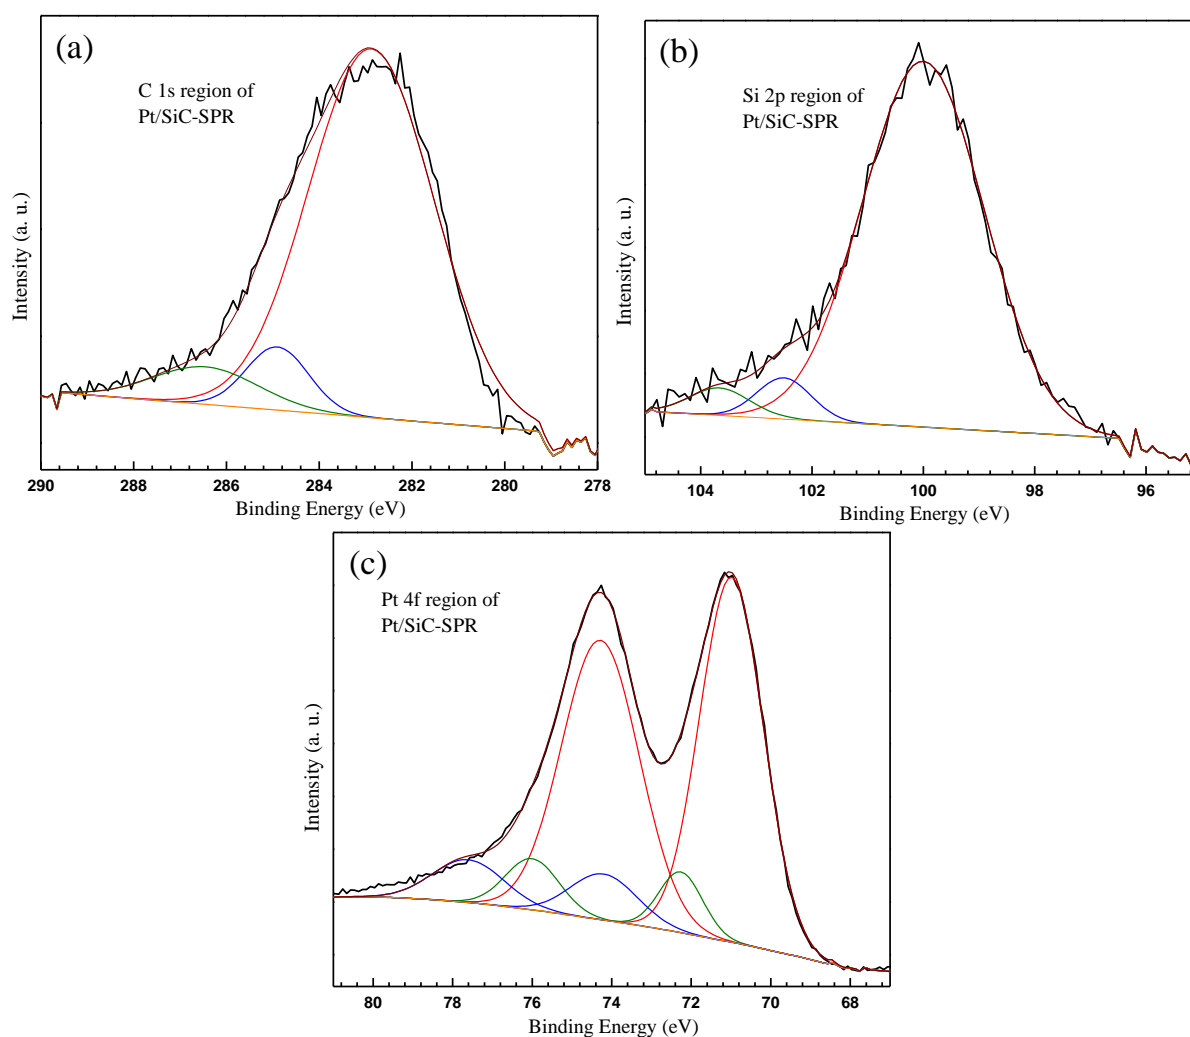 (a)
C 1s region of
Pt/SiC-SPR
Intensity (a. u.)
290 288 286 284 283 280 279 278
Binding Energy (eV)
(b)
Si 2p region of
Pt/SiC-SPR
Intensity (a. u.)
104 102 100 98 96
Binding Energy (eV)
(c)
Pt 4f region of
Pt/SiC-SPR
Intensity (a. u.)
80 78 76 74 72 70 68
Binding Energy (eV)